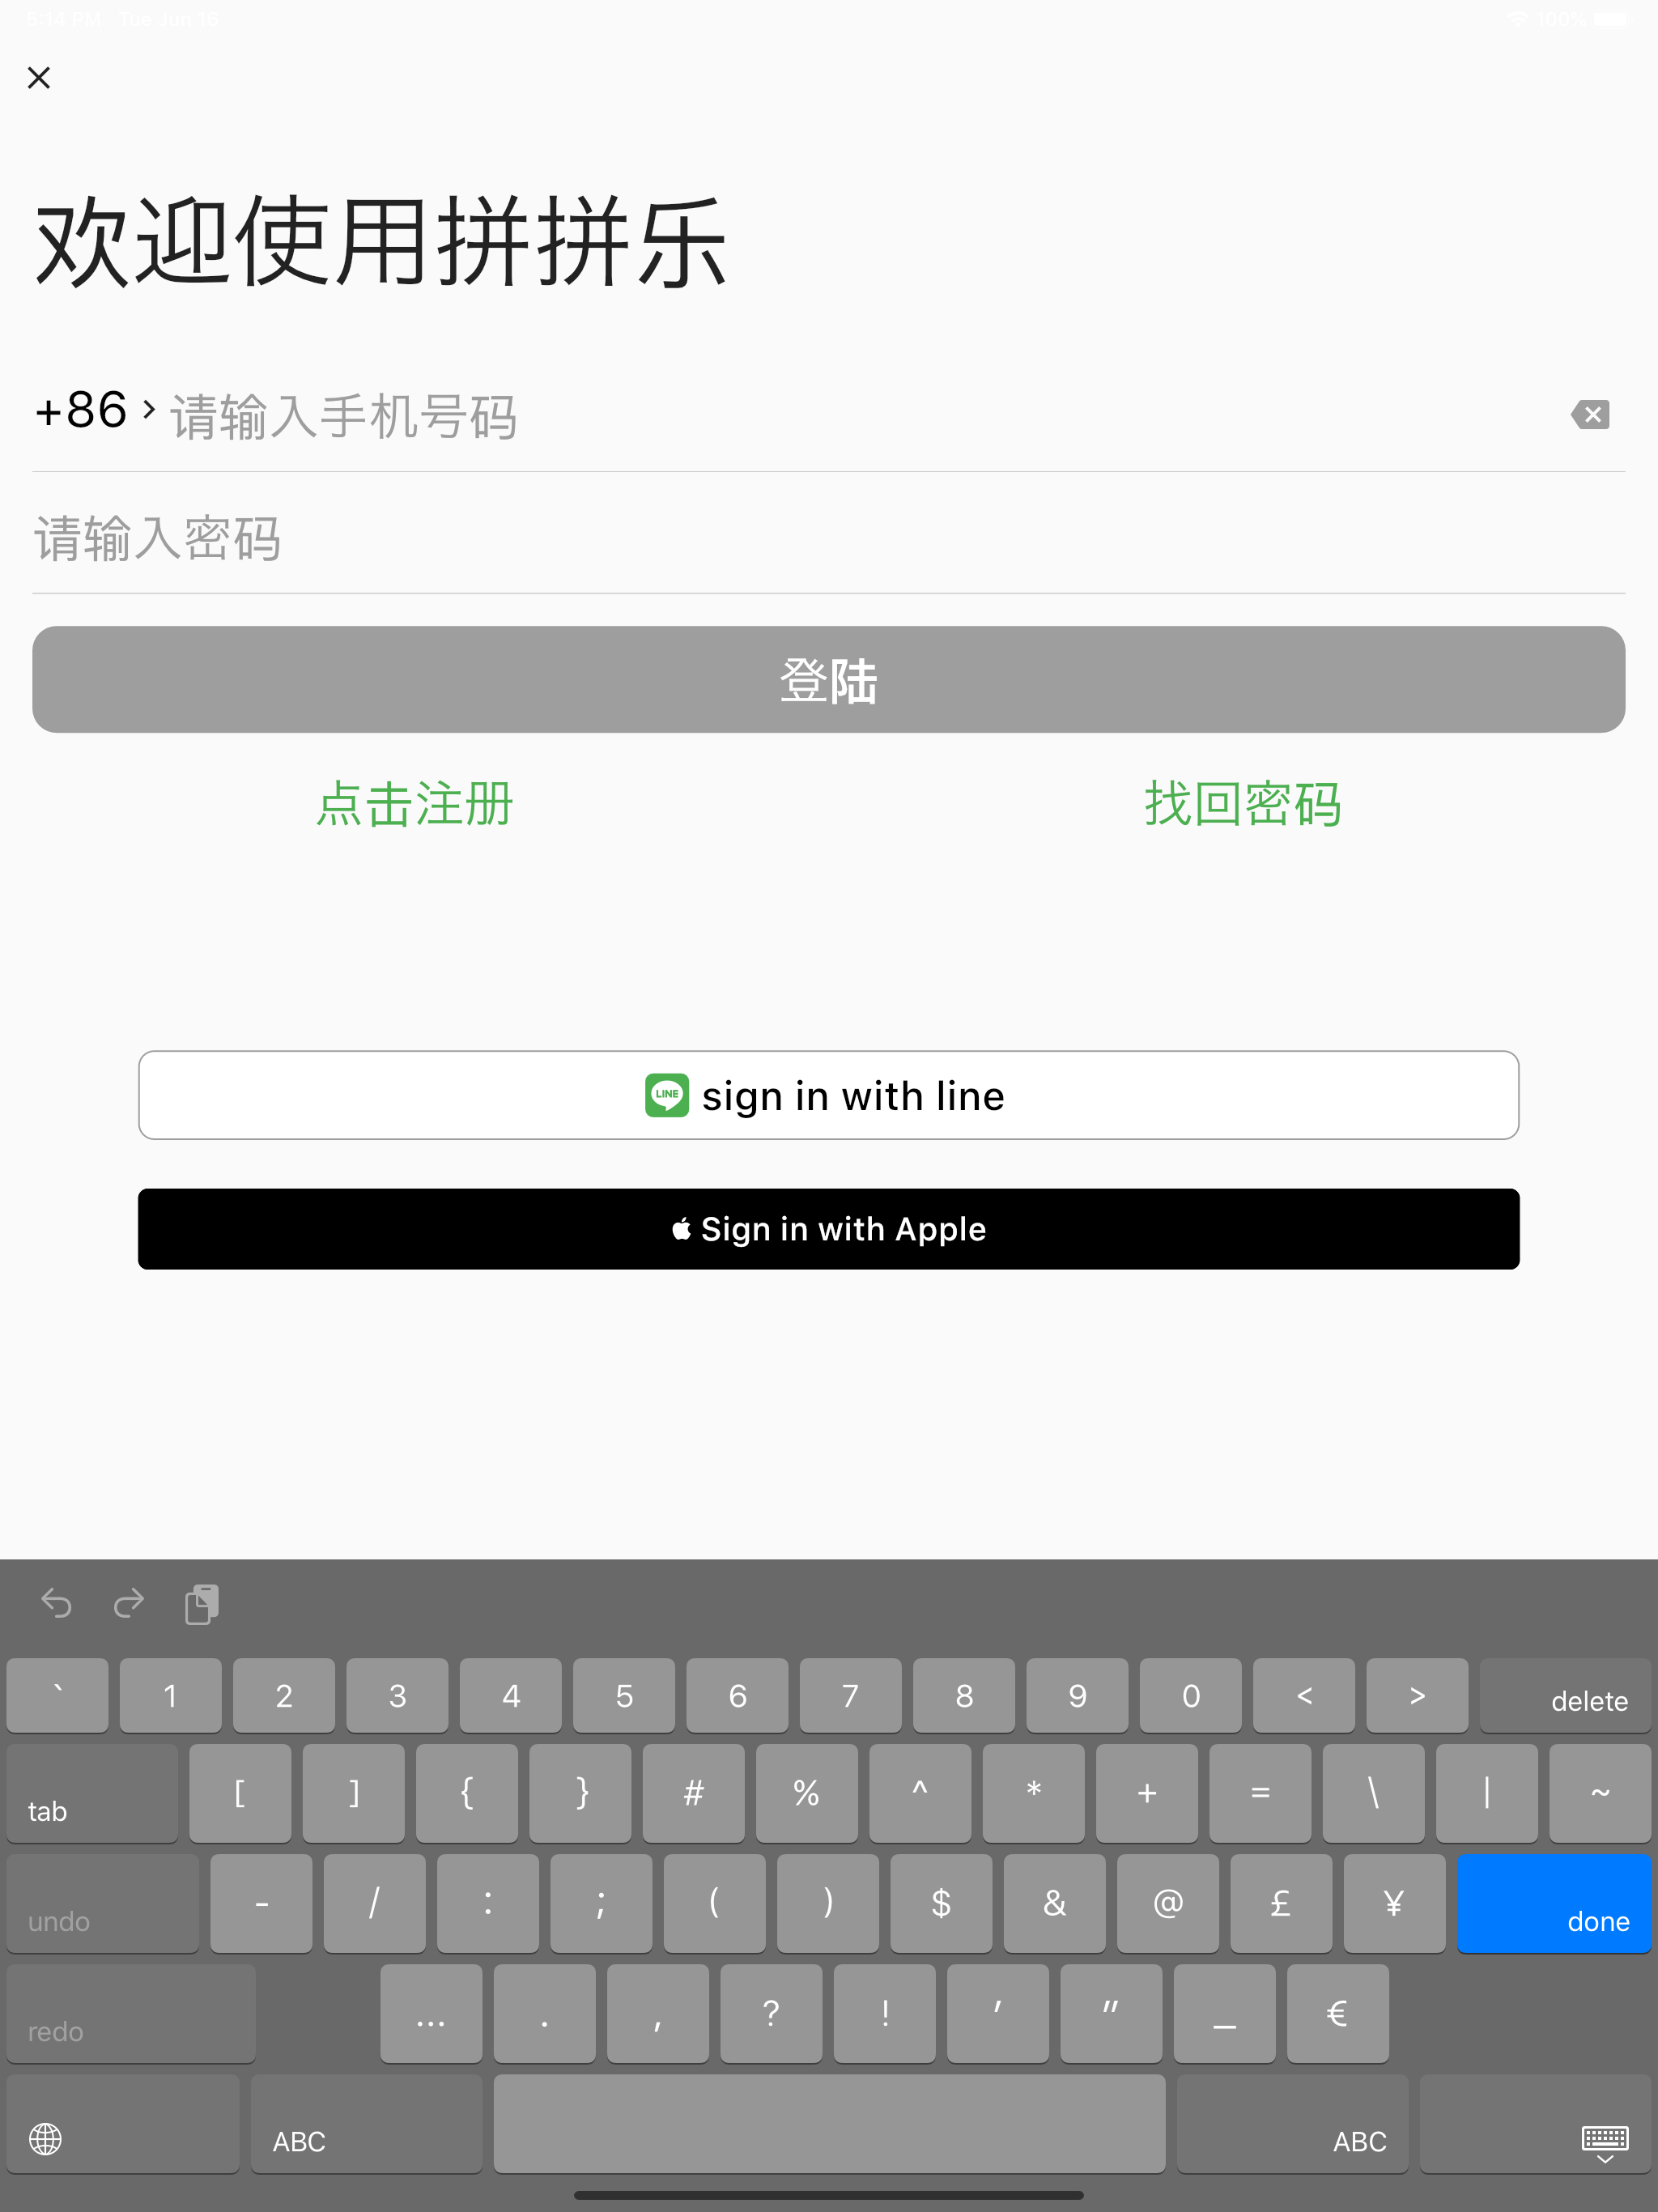 5:14 PM Tue Jun 16
100%
欢迎使用拼拼乐
+86 请输入手机号码
请输入密码
登陆
点击注册 找回密码
LINE sign in with line
Sign in with Apple
` 1 2 3 4 5 6 7 8 9 0 < > delete
tab [ ] { } # % ^ * + = \ | ~
undo - / : ; ( ) $ & @ £ ¥ done
redo … . , ? ! ' " _ €
ABC ABC